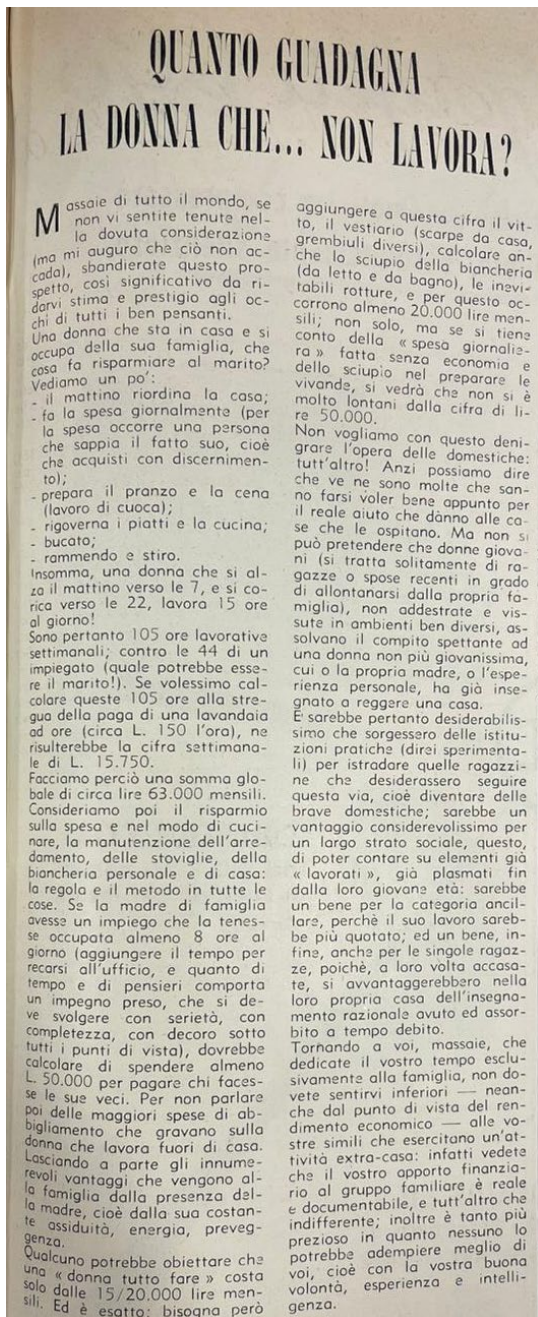 QUANTO GUADAGNA
LA DONNA CHE... NON LAVORA?
Massaie di tutto il mondo, se
non vi sentite tenute nel-
la dovuta considerazione
(ma mi auguro che ciò non ac-
cada), sbandierate questo pro-
spetto, così significativo da ri-
darvi stima e prestigio agli oc-
chi di tutti i ben pensanti.
Una donna che sta in casa e si
occupa della sua famiglia, che
cosa fa risparmiare al marito?
Vediamo un po':
- il mattino riordina la casa;
- fa la spesa giornalmente (per
la spesa occorre una persona
che sappia il fatto suo, cioè
che acquisti con discernimen-
to);
- prepara il pranzo e la cena
(lavoro di cuoca);
- rigoverna i piatti e la cucina;
- bucato;
- rammendo e stiro.
Insomma, una donna che si al-
za il mattino verso le 7, e si co-
rica verso le 22, lavora 15 ore
al giorno!
Sono pertanto 105 ore lavorative
settimanali; contro le 44 di un
impiegato (quale potrebbe esse-
re il marito!). Se volessimo cal-
colare queste 105 ore alla stre-
gua della paga di una lavandaia
ad ore (circa L. 150 l'ora), ne
risulterebbe la cifra settimana-
le di L. 15.750.
Facciamo perciò una somma glo-
bale di circa lire 63.000 mensili.
Consideriamo poi il risparmio
sulla spesa e nel modo di cuci-
nare, la manutenzione dell'arre-
damento, delle stoviglie, della
biancheria personale e di casa:
la regola e il metodo in tutte le
cose. Se la madre di famiglia
avesse un impiego che la tenes-
se occupata almeno 8 ore al
giorno (aggiungere il tempo per
recarsi all'ufficio, e quanto di
tempo e di pensieri comporta
un impegno preso, che si de-
ve svolgere con serietà, con
completezza, con decoro sotto
tutti i punti di vista), dovrebbe
calcolare di spendere almeno
L. 50.000 per pagare chi faces-
se le sue veci. Per non parlare
poi delle maggiori spese di ab-
bigliamento che gravano sulla
donna che lavora fuori di casa.
Lasciando a parte gli innume-
revoli vantaggi che vengono al-
la famiglia dalla presenza del-
la madre, cioè dalla sua costan-
te assiduità, energia, preveg-
genza.
Qualcuno potrebbe obiettare che
una « donna tutto fare » costa
solo dalle 15/20.000 lire men-
sili. Ed è esatto: bisogna però
aggiungere a questa cifra il vit-
to, il vestiario (scarpe da casa,
grembiuli diversi), calcolare an-
che lo sciupio della biancheria
(da letto e da bagno), le inevi-
tabili rotture, e per questo oc-
corrono almeno 20.000 lire men-
sili; non solo, ma se si tiene
conto della « spesa giornalie-
ra » fatta senza economia e
dello sciupio nel preparare le
vivande, si vedrà che non si è
molto lontani dalla cifra di li-
re 50.000.
Non vogliamo con questo deni-
grare l'opera delle domestiche:
tutt'altro! Anzi possiamo dire
che ve ne sono molte che san-
no farsi voler bene appunto per
il reale aiuto che dànno alle ca-
se che le ospitano. Ma non si
può pretendere che donne giova-
ni (si tratta solitamente di ra-
gazze o spose recenti in grado
di allontanarsi dalla propria fa-
miglia), non addestrate e vis-
sute in ambienti ben diversi, as-
solvano il compito spettante ad
una donna non più giovanissima,
cui o la propria madre, o l'espe-
rienza personale, ha già inse-
gnato a reggere una casa.
E' sarebbe pertanto desiderabilis-
simo che sorgessero delle istitu-
zioni pratiche (direi sperimenta-
li) per istradare quelle ragazzi-
ne che desiderassero seguire
questa via, cioè diventare delle
brave domestiche; sarebbe un
vantaggio considerevolissimo per
un largo strato sociale, questo,
di poter contare su elementi già
« lavorati », già plasmati fin
dalla loro giovane età: sarebbe
un bene per la categoria ancil-
lare, perchè il suo lavoro sareb-
be più quotato; ed un bene, in-
fine, anche per le singole ragaz-
ze, poichè, a loro volta accasa-
te, si avvantaggerebbero nella
loro propria casa dell'insegna-
mento razionale avuto ed assor-
bito a tempo debito.
Tornando a voi, massaie, che
dedicate il vostro tempo esclu-
sivamente alla famiglia, non do-
vete sentirvi inferiori — nean-
che dal punto di vista del ren-
dimento economico — alle vo-
stre simili che esercitano un'at-
tività extra-casa: infatti vedete
che il vostro apporto finanzia-
rio al gruppo familiare è reale
e documentabile, e tutt'altro che
indifferente; inoltre è tanto più
prezioso in quanto nessuno lo
potrebbe adempiere meglio di
voi, cioè con la vostra buona
volontà, esperienza e intelli-
genza.